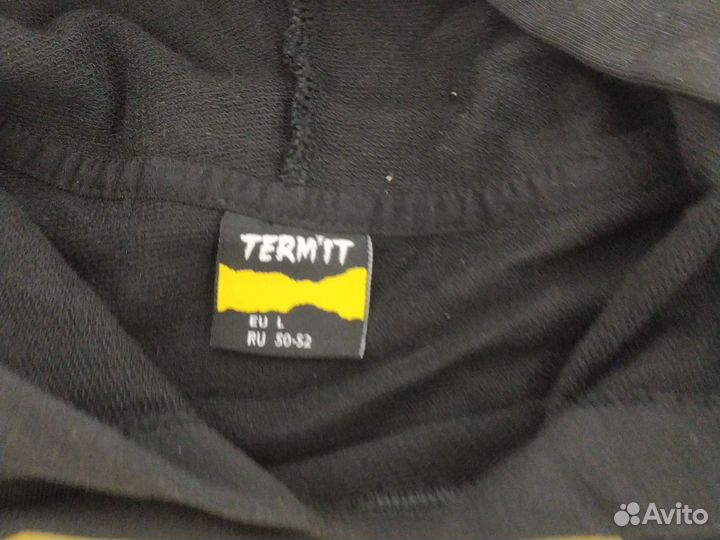 TERM'IT
EU L
RU 50-52
Avito